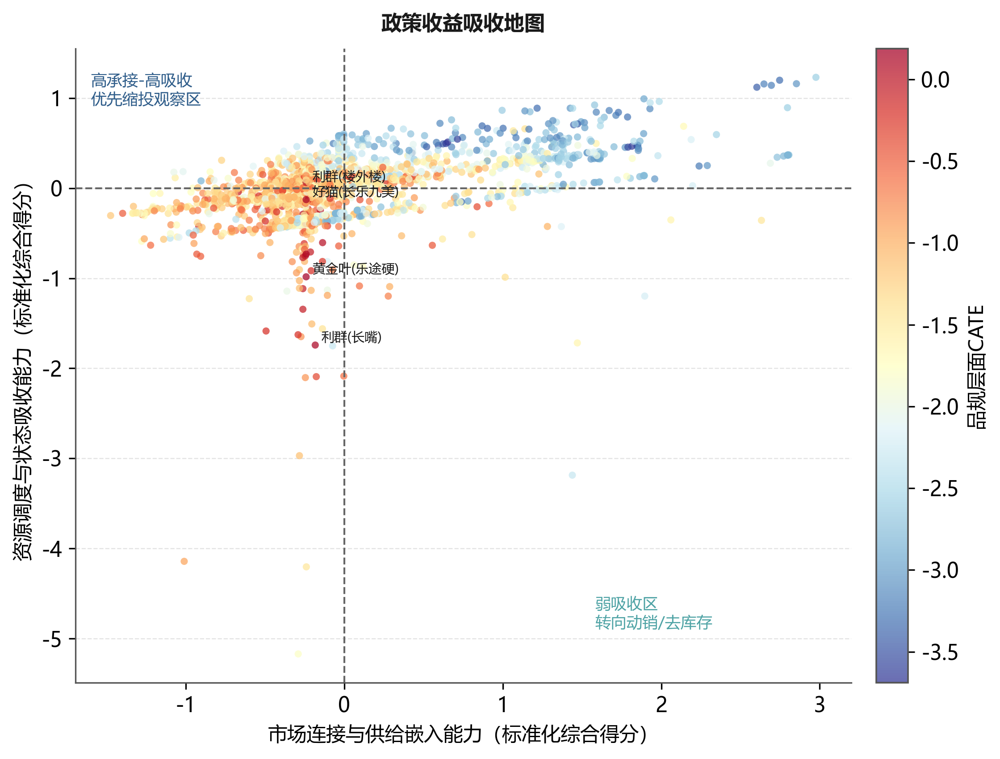 政策收益吸收地图
高承接-高吸收
优先缩投观察区
利群(楼外楼)
好猫(长乐九美)
黄金叶(乐途硬)
利群(长嘴)
弱吸收区
转向动销/去库存
资源调度与状态吸收能力（标准化综合得分）
1
0
-1
-2
-3
-4
-5
-1
0
1
2
3
市场连接与供给嵌入能力（标准化综合得分）
0.0
-0.5
-1.0
-1.5
-2.0
-2.5
-3.0
-3.5
品规层面CATE